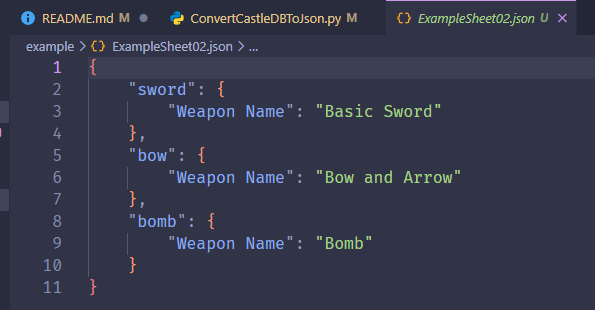 README.md M ConvertCastleDBToJson.py M ExampleSheet02.json U
example > ExampleSheet02.json > ...
1 {
2     "sword": {
3         "Weapon Name": "Basic Sword"
4     },
5     "bow": {
6         "Weapon Name": "Bow and Arrow"
7     },
8     "bomb": {
9         "Weapon Name": "Bomb"
10     }
11 }